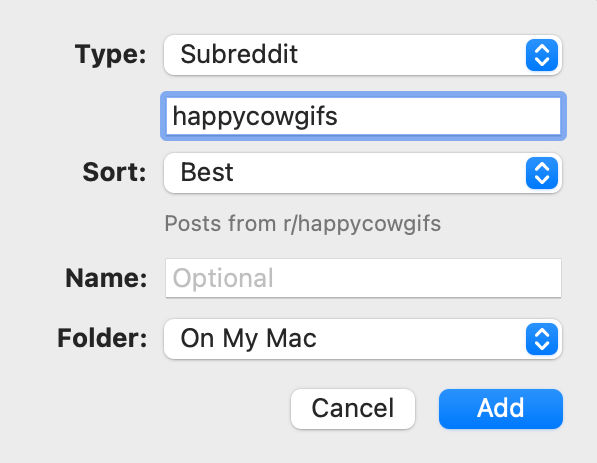 Type: Subreddit
happycowgifs
Sort: Best
Posts from r/happycowgifs
Name: Optional
Folder: On My Mac
Cancel Add